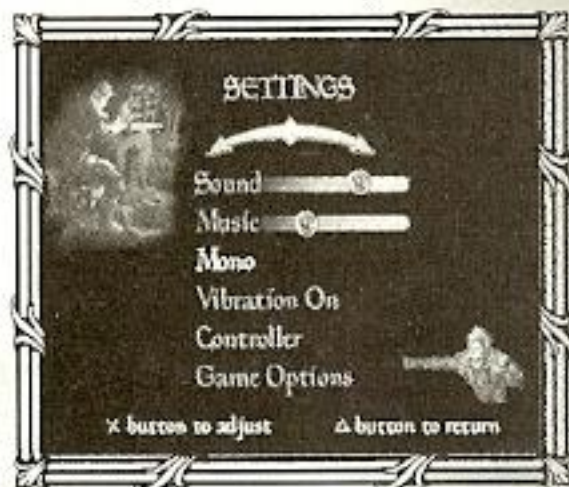 SETTINGS
Sound
Music
Mono
Vibration On
Controller
Game Options
X button to adjust △ button to return